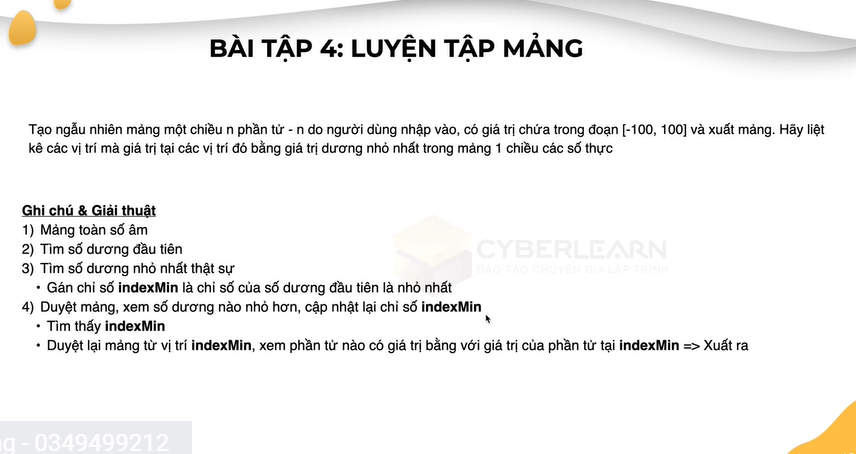 BÀI TẬP 4: LUYỆN TẬP MẢNG
Tạo ngẫu nhiên mảng một chiều n phần tử - n do người dùng nhập vào, có giá trị chứa trong đoạn [-100, 100] và xuất mảng. Hãy liệt
kê các vị trí mà giá trị tại các vị trí đó bằng giá trị dương nhỏ nhất trong mảng 1 chiều các số thực
Ghi chú & Giải thuật
1) Mảng toàn số âm
2) Tìm số dương đầu tiên
3) Tìm số dương nhỏ nhất thật sự
• Gán chỉ số indexMin là chỉ số của số dương đầu tiên là nhỏ nhất
4) Duyệt mảng, xem số dương nào nhỏ hơn, cập nhật lại chỉ số indexMin
• Tìm thấy indexMin
• Duyệt lại mảng từ vị trí indexMin, xem phần tử nào có giá trị bằng với giá trị của phần tử tại indexMin => Xuất ra
CYBERLEARN
ĐÀO TẠO CHUYÊN GIA LẬP TRÌNH
- 0349499212